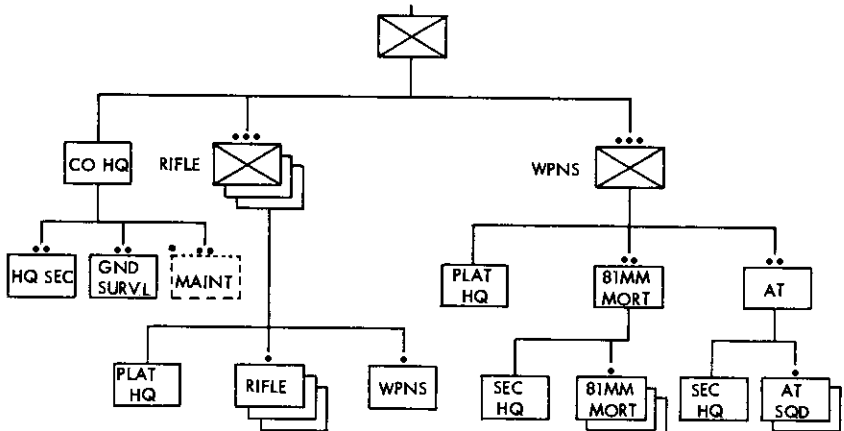 CO HQ
RIFLE
WPNS
HQ SEC
GND
SURVL
MAINT
PLAT
HQ
81MM
MORT
AT
PLAT
HQ
RIFLE
WPNS
SEC
HQ
81MM
MORT
SEC
HQ
AT
SQD